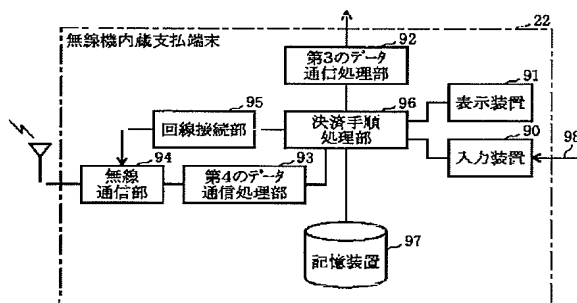 22
無線機内蔵支払端末
92
第3のデータ
通信処理部
91
表示装置
95
回線接続部
96
決済手順
処理部
90
入力装置
98
94
無線
通信部
93
第4のデータ
通信処理部
97
記憶装置